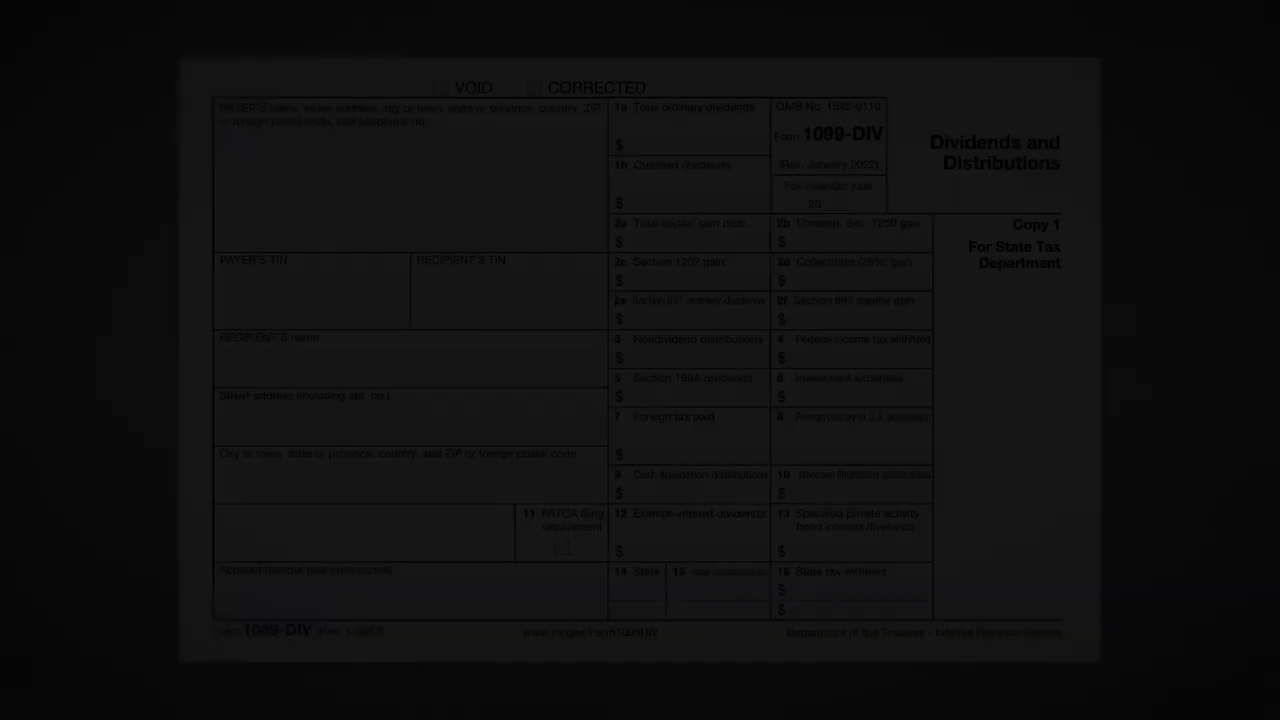 VOID CORRECTED
PAYER'S name, street address, city or town, state or province, country, ZIP
or foreign postal code, and telephone no.
1a Total ordinary dividends
$
1b Qualified dividends
$
OMB No. 1545-0110
Form 1099-DIV
(Rev. January 2022)
For calendar year
20
Dividends and
Distributions
2a Total capital gain distr.
$
2b Unrecap. Sec. 1250 gain
$
Copy 1
For State Tax
Department
PAYER'S TIN
RECIPIENT'S TIN
2c Section 1202 gain
$
2d Collectibles (28%) gain
$
2e Section 897 ordinary dividends
$
2f Section 897 capital gain
$
RECIPIENT'S name
3 Nondividend distributions
$
4 Federal income tax withheld
$
Street address (including apt. no.)
5 Section 199A dividends
$
6 Investment expenses
$
7 Foreign tax paid
$
8 Foreign country or U.S. possession
City or town, state or province, country, and ZIP or foreign postal code
9 Cash liquidation distributions
$
10 Noncash liquidation distributions
$
11 FATCA filing
requirement
12 Exempt-interest dividends
$
13 Specified private activity
bond interest dividends
$
Account number (see instructions)
14 State
15
16 State tax withheld
$
$
Form 1099-DIV (Rev. 1-2022)
www.irs.gov/Form1099DIV
Department of the Treasury - Internal Revenue Service